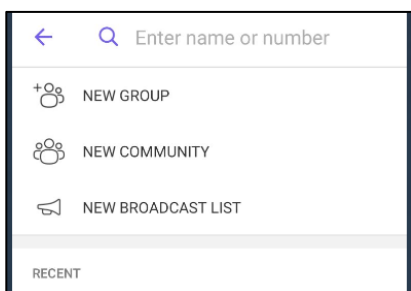 Enter name or number
NEW GROUP
NEW COMMUNITY
NEW BROADCAST LIST
RECENT